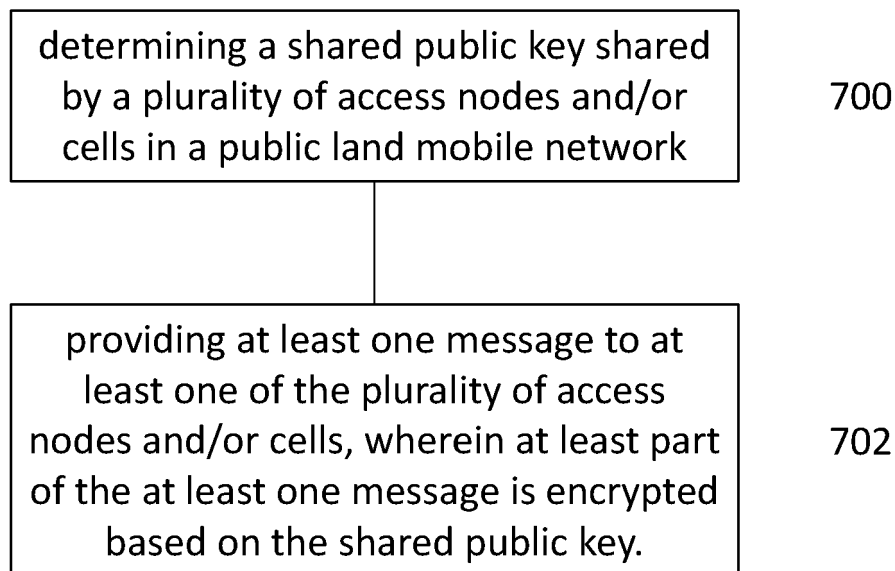 determining a shared public key shared
by a plurality of access nodes and/or
cells in a public land mobile network
700
providing at least one message to at
least one of the plurality of access
nodes and/or cells, wherein at least part
of the at least one message is encrypted
based on the shared public key.
702